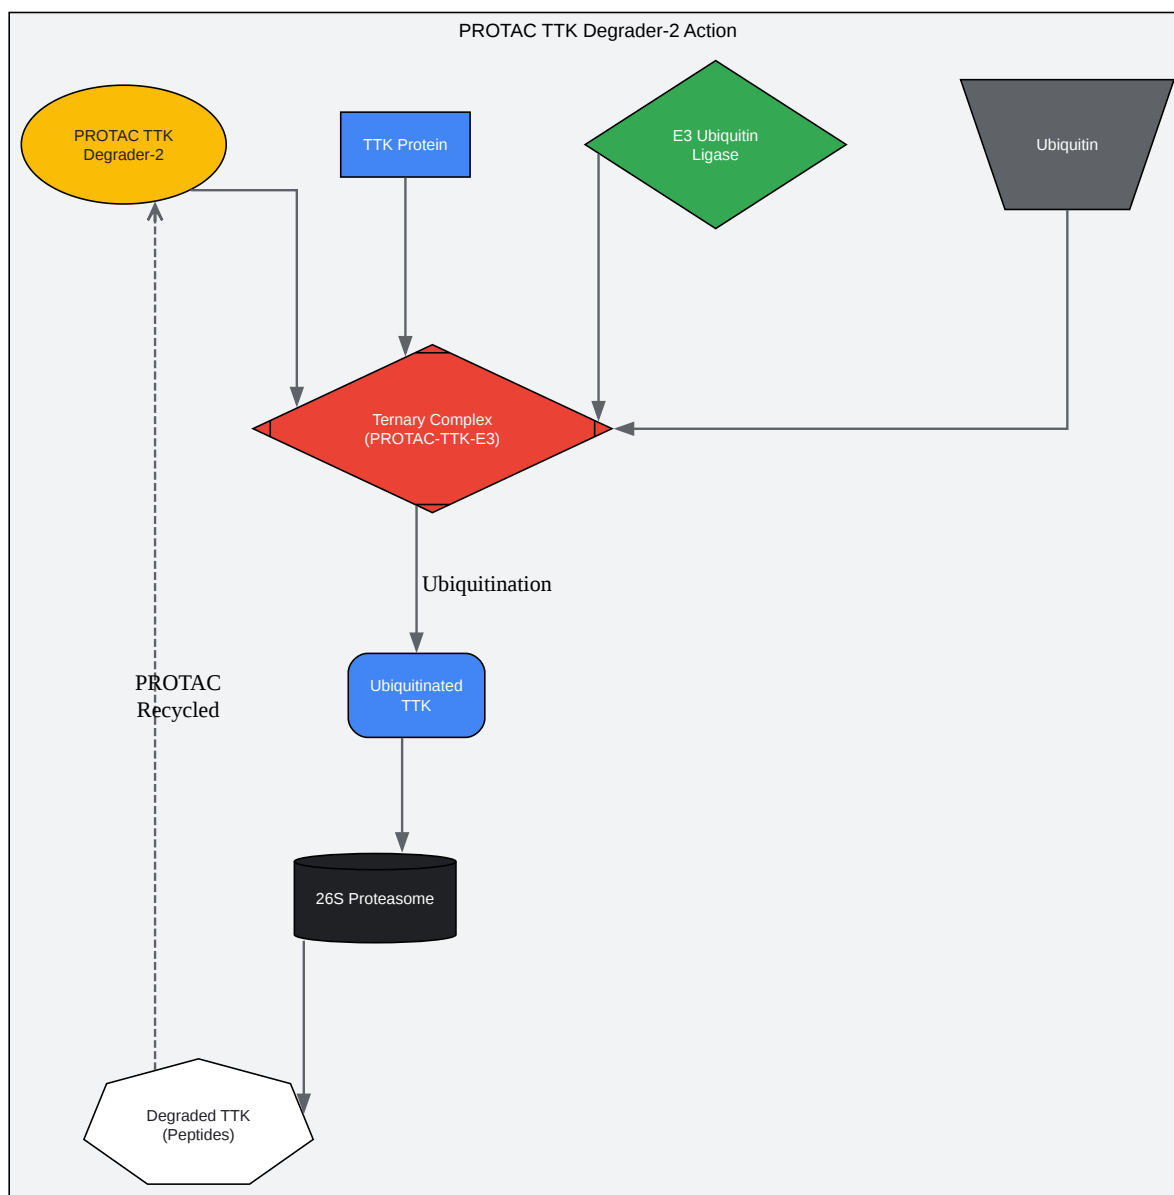 PROTAC TTK Degrader-2 Action
PROTAC TTK
Degrader-2
TTK Protein
E3 Ubiquitin
Ligase
Ubiquitin
Ternary Complex
(PROTAC-TTK-E3)
Ubiquitination
Ubiquitinated
TTK
PROTAC
Recycled
26S Proteasome
Degraded TTK
(Peptides)